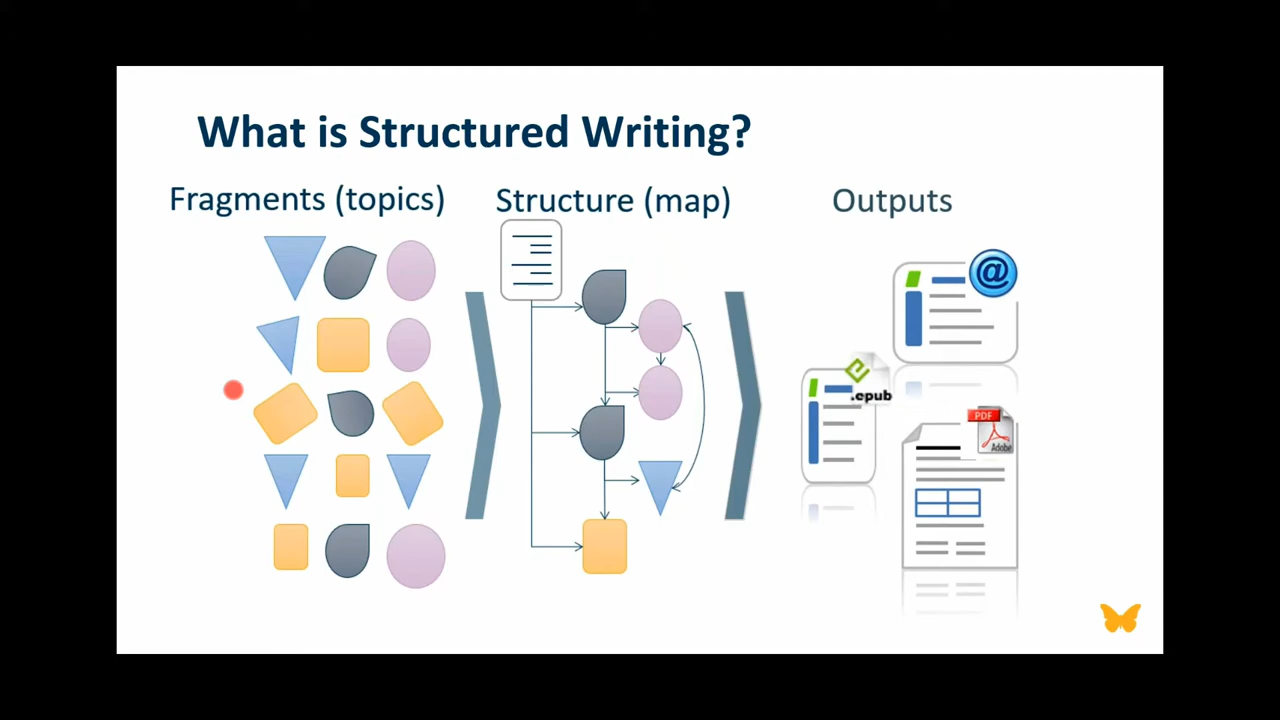 What is Structured Writing?
Fragments (topics)
Structure (map)
Outputs
@
.epub
PDF
Adobe